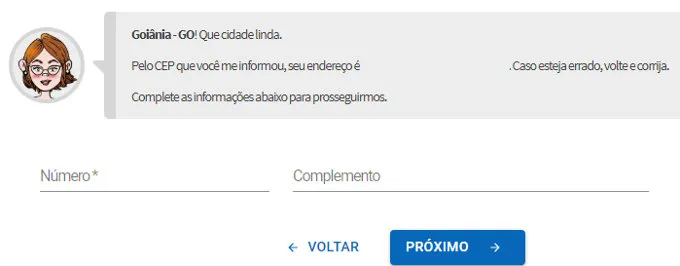 Goiânia - GO! Que cidade linda.
Pelo CEP que você me informou, seu endereço é . Caso esteja errado, volte e corrija.
Complete as informações abaixo para prosseguirmos.
Número * Complemento
← VOLTAR PRÓXIMO →